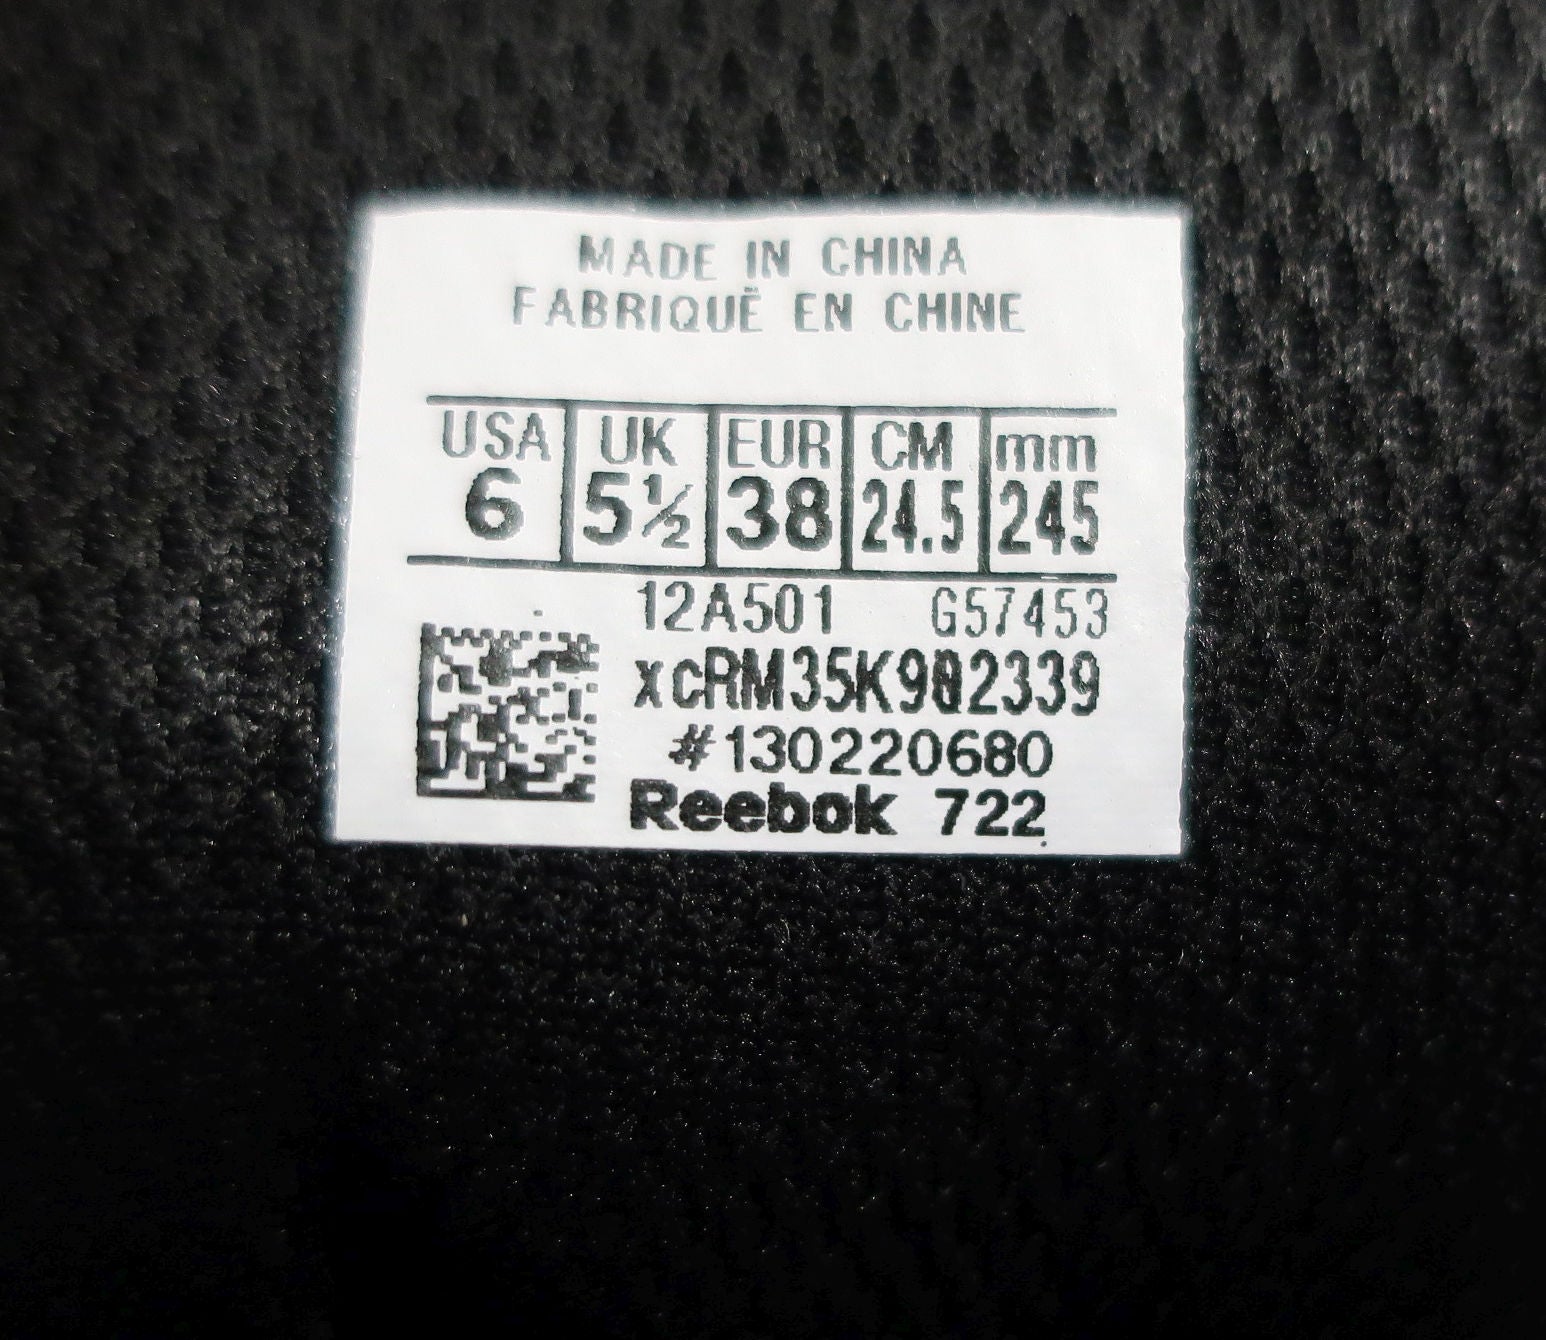 MADE IN CHINA
FABRIQUË EN CHINE
USA UK EUR CM mm
6 5½ 38 24.5 245
12A501 G57453
xcRM35K902339
#130220680
Reebok 722